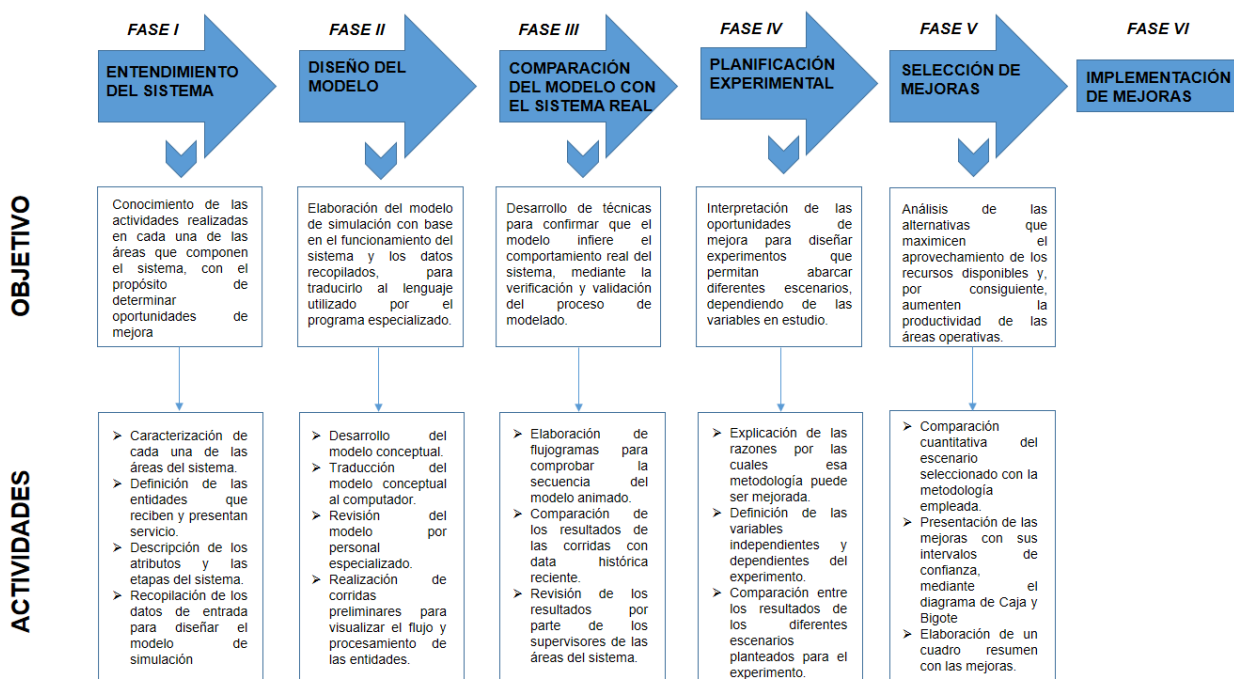 FASE I
FASE II
FASE III
FASE IV
FASE V
FASE VI
ENTENDIMIENTO
DEL SISTEMA
DISEÑO DEL
MODELO
COMPARACIÓN
DEL MODELO CON
EL SISTEMA REAL
PLANIFICACIÓN
EXPERIMENTAL
SELECCIÓN DE
MEJORAS
IMPLEMENTACIÓN
DE MEJORAS
OBJETIVO
Conocimiento de las
actividades realizadas
en cada una de las
áreas que componen
el sistema, con el
propósito de
determinar
oportunidades de
mejora
Elaboración del modelo
de simulación con base
en el funcionamiento del
sistema y los datos
recopilados, para
traducirlo al lenguaje
utilizado por el
programa especializado.
Desarrollo de técnicas
para confirmar que el
modelo infiere el
comportamiento real del
sistema, mediante la
verificación y validación
del proceso de
modelado.
Interpretación de las
oportunidades de
mejora para diseñar
experimentos que
permitan abarcar
diferentes escenarios,
dependiendo de las
variables en estudio.
Análisis de las
alternativas que
maximicen el
aprovechamiento de los
recursos disponibles y,
por consiguiente,
aumenten la
productividad de las
áreas operativas.
ACTIVIDADES
➢ Caracterización de
cada una de las
áreas del sistema.
➢ Definición de las
entidades que
reciben y presentan
servicio.
➢ Descripción de los
atributos y las
etapas del sistema.
➢ Recopilación de los
datos de entrada
para diseñar el
modelo de
simulación
➢ Desarrollo del
modelo conceptual.
➢ Traducción del
modelo conceptual
al computador.
➢ Revisión del
modelo por
personal
especializado.
➢ Realización de
corridas
preliminares para
visualizar el flujo y
procesamiento de
las entidades.
➢ Elaboración de
flujogramas para
comprobar la
secuencia del
modelo animado.
➢ Comparación de
los resultados de
las corridas con
data histórica
reciente.
➢ Revisión de los
resultados por
parte de los
supervisores de las
áreas del sistema.
➢ Explicación de las
razones por las
cuales esa
metodología puede
ser mejorada.
➢ Definición de las
variables
independientes y
dependientes del
experimento.
➢ Comparación entre
los resultados de
los diferentes
escenarios
planteados para el
experimento.
➢ Comparación
cuantitativa del
escenario
seleccionado con la
metodología
empleada.
➢ Presentación de las
mejoras con sus
intervalos de
confianza,
mediante el
diagrama de Caja y
Bigote
➢ Elaboración de un
cuadro resumen
con las mejoras.